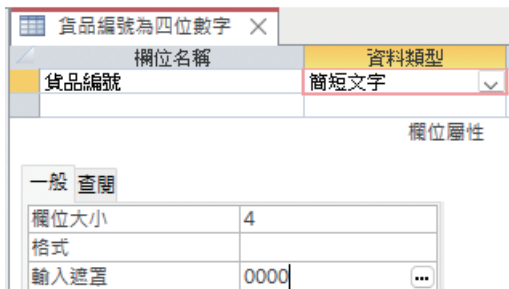 貨品編號為四位數字
欄位名稱 資料類型
貨品編號 簡短文字
欄位屬性
一般 查閱
欄位大小 4
格式
輸入遮罩 0000